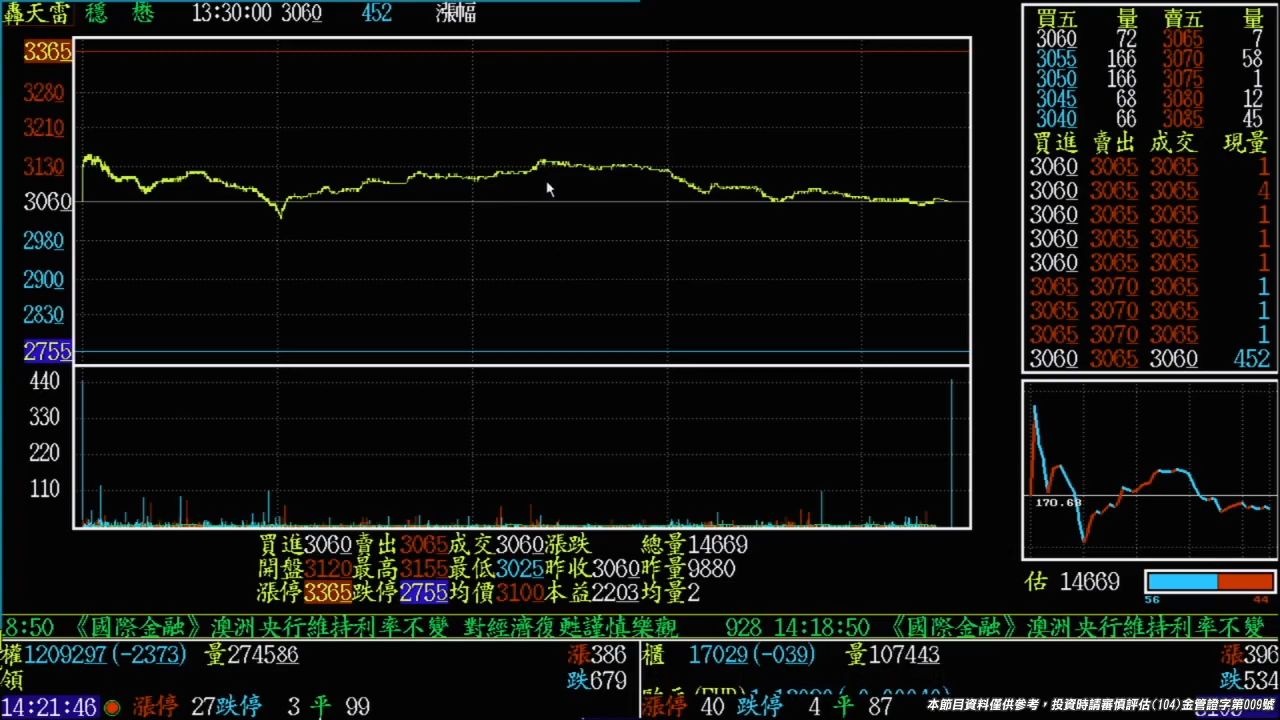 轟天雷 穩 懋 13:30:00 3060 452 漲幅
3365
3280
3210
3130
3060
2980
2900
2830
2755
440
330
220
110
買進3060賣出3065成交3060漲跌 總量14669
開盤3120最高3155最低3025昨收3060昨量9880
漲停3365跌停2755均價3100本益2203均量2
買五 量 賣五 量
3060 72 3065 7
3055 166 3070 58
3050 166 3075 1
3045 68 3080 12
3040 66 3085 45
買進 賣出 成交 現量
3060 3065 3065 1
3060 3065 3065 4
3060 3065 3065 1
3060 3065 3065 1
3060 3065 3065 1
3065 3070 3065 1
3065 3070 3065 1
3065 3070 3065 1
3060 3065 3060 452
170.68
估 14669
56 44
8:50 《國際金融》澳洲央行維持利率不變 對經濟復甦謹慎樂觀 928 14:18:50 《國際金融》澳洲央行維持利率不變
權1209297(-2373) 量274586 漲386
領 跌679
櫃 17029(-039) 量107443 漲396
跌534
14:21:46 漲停 27跌停 3平 99
漲停 40 跌停 4 平 87
本節目資料僅供參考，投資時請審慎評估(104)金管證字第009號